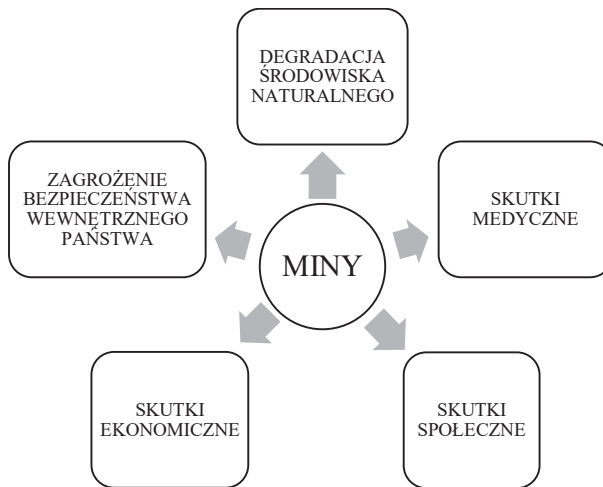 DEGRADACJA
ŚRODOWISKA
NATURALNEGO
ZAGROŻENIE
BEZPIECZEŃSTWA
WEWNĘTRZNEGO
PAŃSTWA
SKUTKI
MEDYCZNE
MINY
SKUTKI
EKONOMICZNE
SKUTKI
SPOŁECZNE